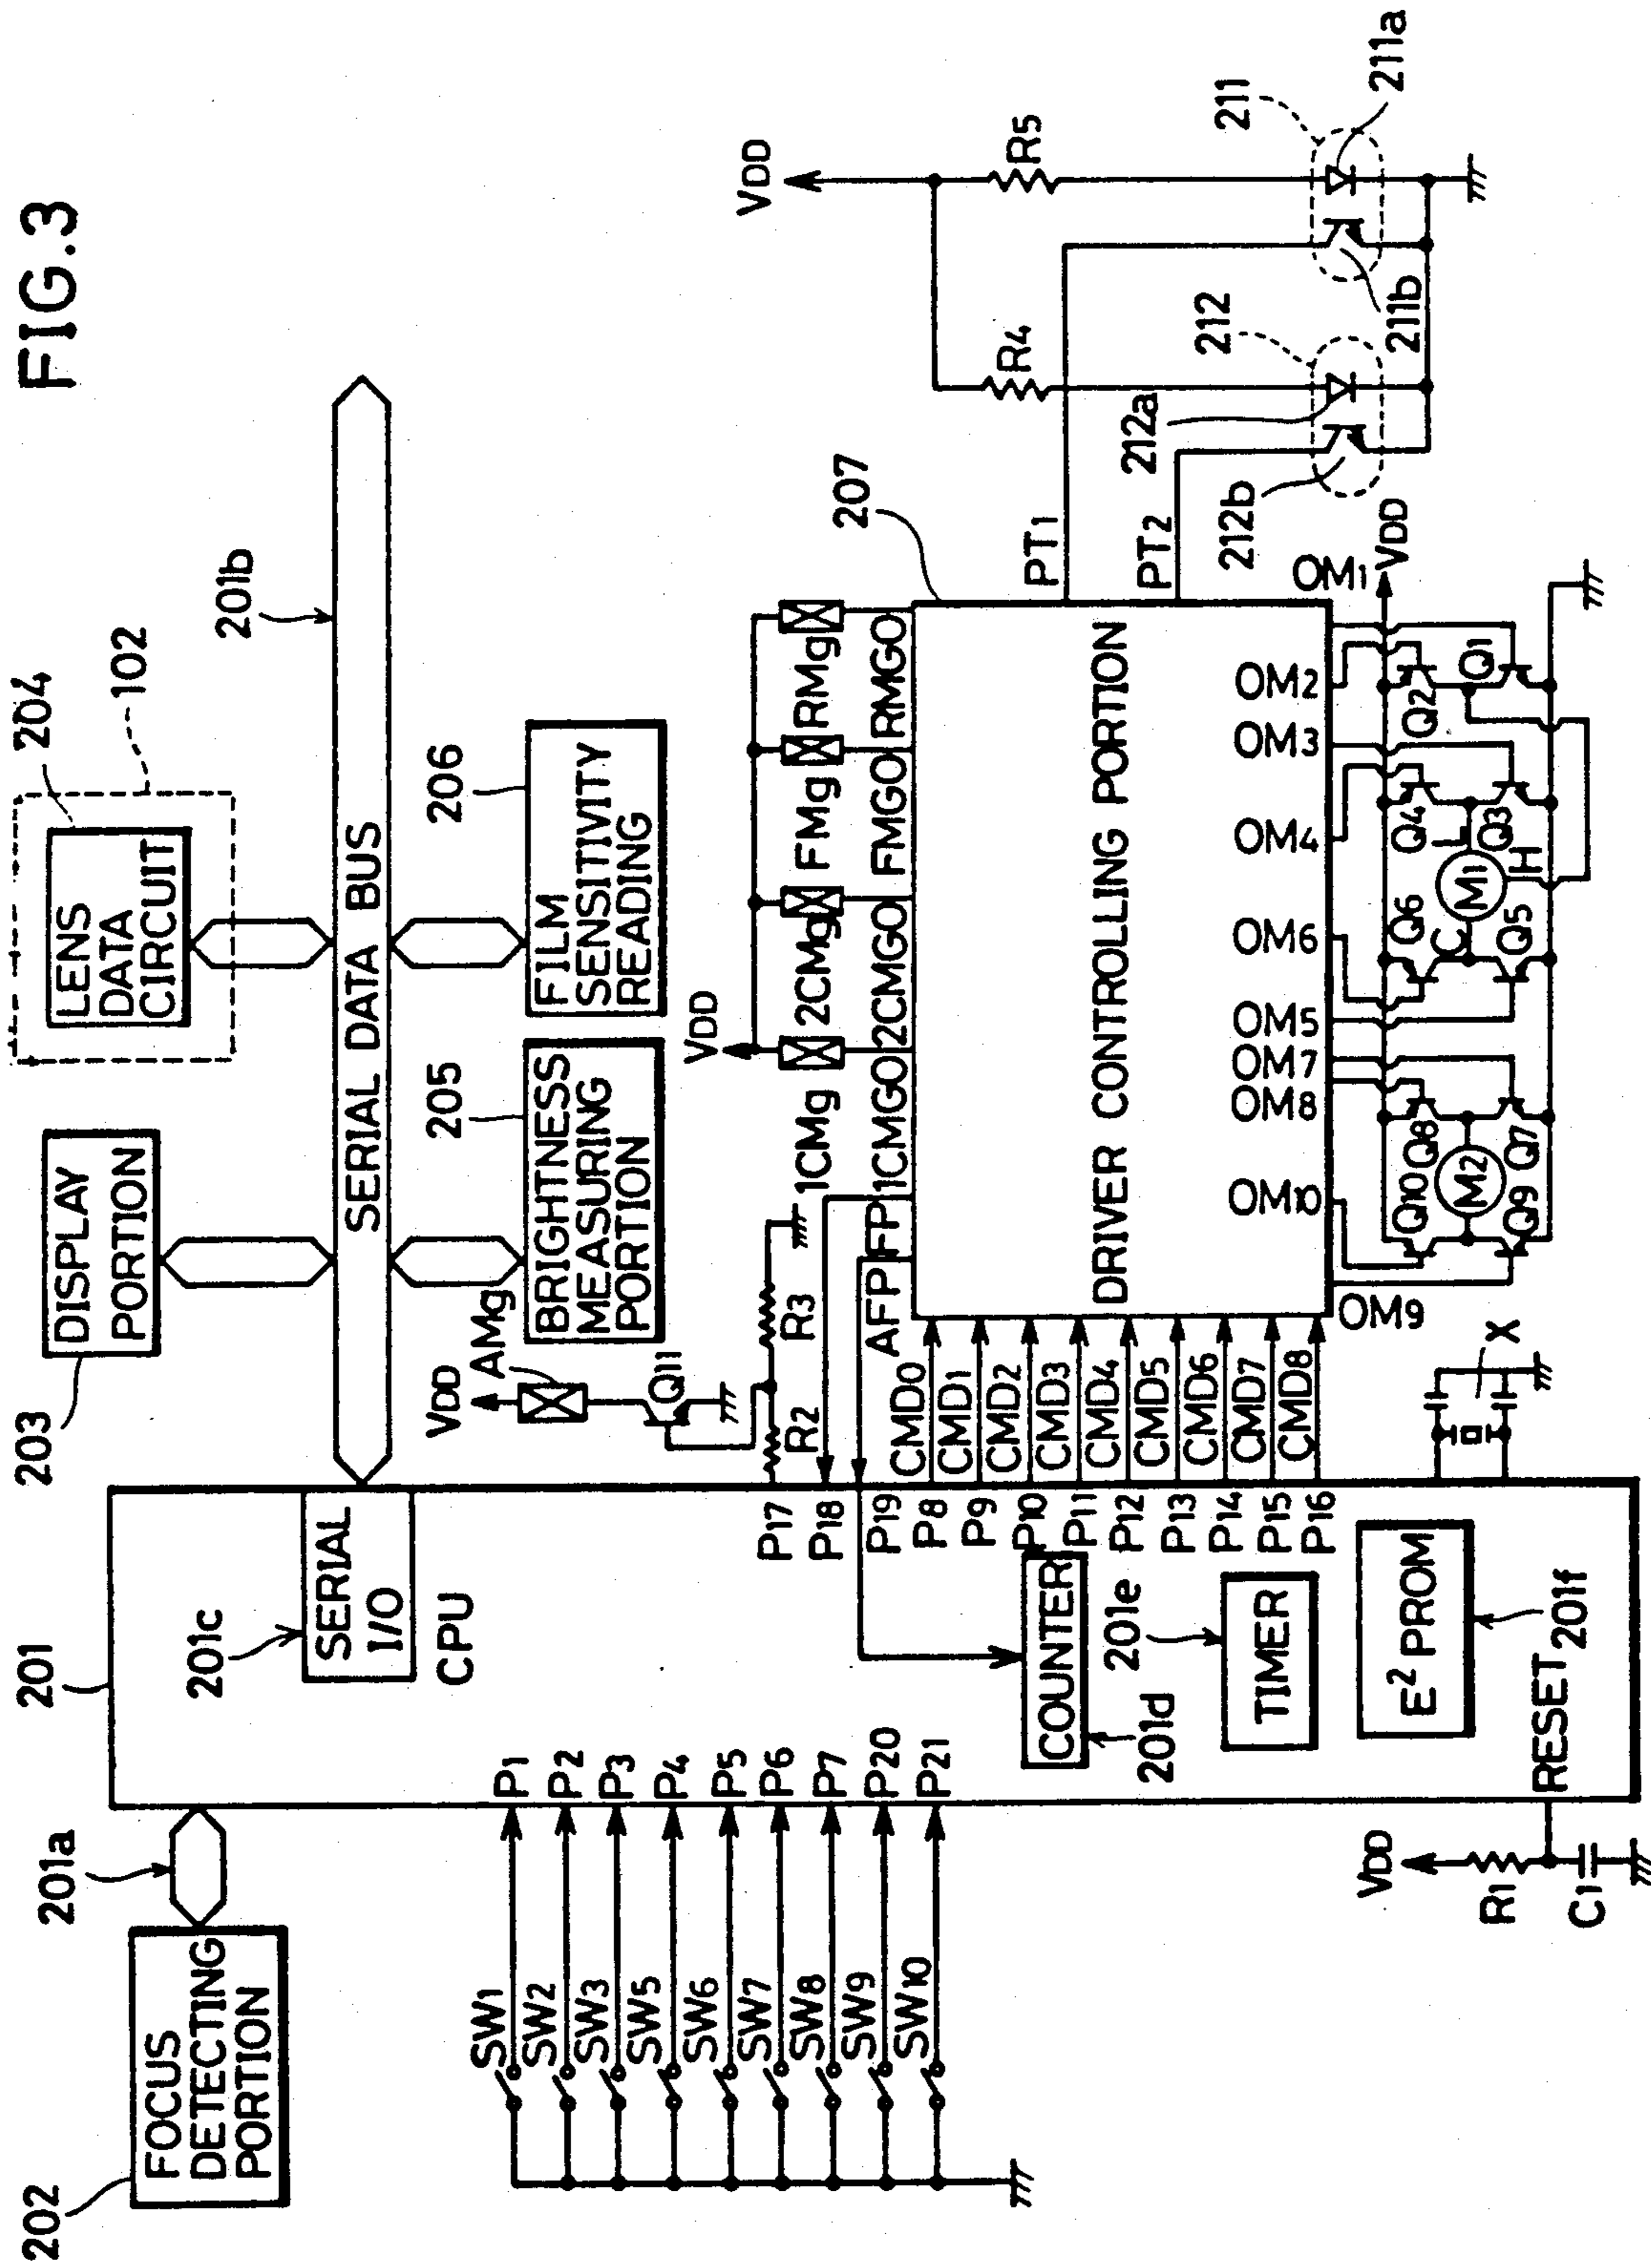 FIG.3
202
FOCUS
DETECTING
PORTION
201a
201
201c
SERIAL
I/O
CPU
203
DISPLAY
PORTION
204
102
LENS
DATA
CIRCUIT
201b
SERIAL DATA BUS
205
BRIGHTNESS
MEASURING
PORTION
206
FILM
SENSITIVITY
READING
VDD
AMg
Q11
R2
R3
SW1
SW2
SW3
SW5
SW6
SW7
SW8
SW9
SW10
P1
P2
P3
P4
P5
P6
P7
P20
P21
P17
P18
P19
P8
P9
P10
P11
P12
P13
P14
P15
P16
COUNTER
201d
201e
TIMER
E2 PROM
201f
RESET
VDD
R1
C1
X
CMD0
CMD1
CMD2
CMD3
CMD4
CMD5
CMD6
CMD7
CMD8
VDD
1CMg
2CMg
FMg
RMg
AFP
FP
1CMGO
2CMGO
FMGO
RMGO
207
DRIVER CONTROLLING PORTION
PT1
PT2
OM9
OM10
OM8
OM7
OM5
OM6
OM4
OM3
OM2
OM1
VDD
Q10
Q8
Q6
Q4
Q2
Q1
M2
M1
C
L
H
Q9
Q7
Q5
Q3
VDD
R4
R5
212
212a
212b
211
211a
211b